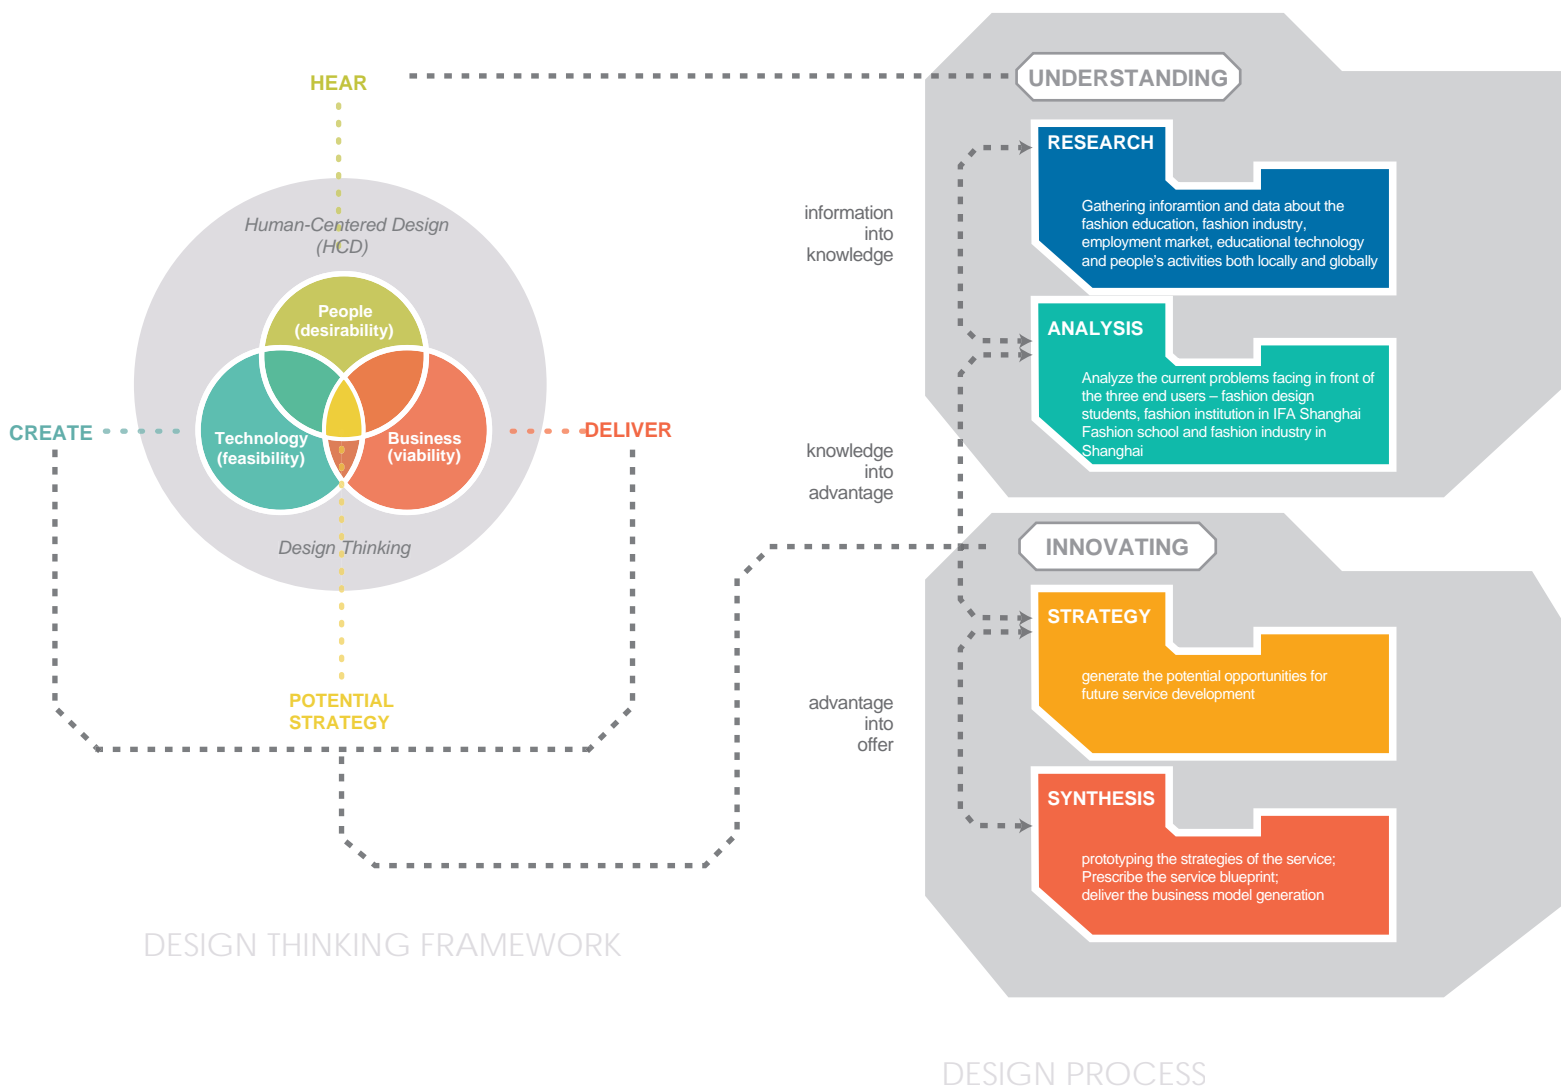 HEAR
Human-Centered Design
(HCD)
People
(desirability)
Technology
(feasibility)
Business
(viability)
CREATE
DELIVER
Design Thinking
POTENTIAL
STRATEGY
DESIGN THINKING FRAMEWORK
information
into
knowledge
knowledge
into
advantage
advantage
into
offer
UNDERSTANDING
RESEARCH
Gathering inforamtion and data about the
fashion education, fashion industry,
employment market, educational technology
and people's activities both locally and globally
ANALYSIS
Analyze the current problems facing in front of
the three end users – fashion design
students, fashion institution in IFA Shanghai
Fashion school and fashion industry in
Shanghai
INNOVATING
STRATEGY
generate the potential opportunities for
future service development
SYNTHESIS
prototyping the strategies of the service;
Prescribe the service blueprint;
deliver the business model generation
DESIGN PROCESS